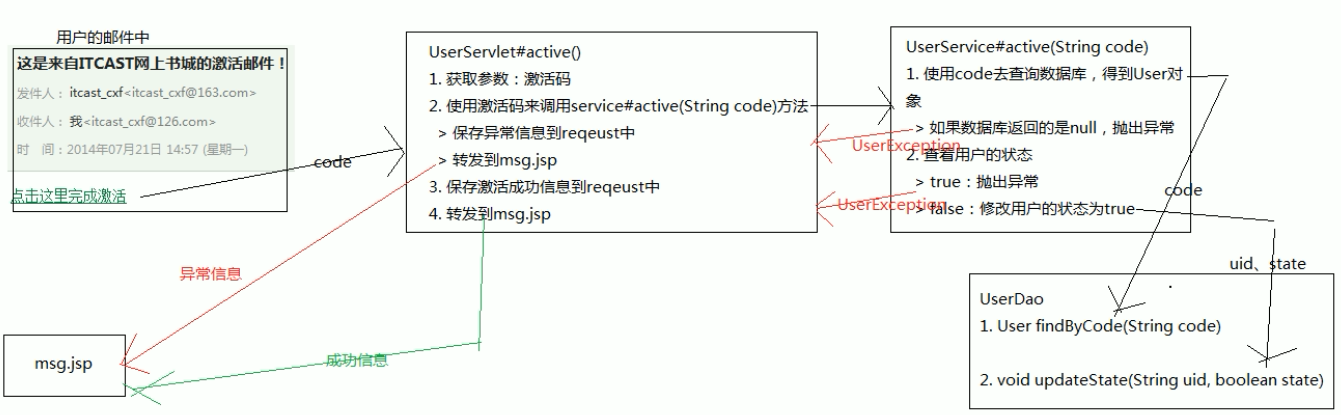 用户的邮件中
这是来自ITCAST网上书城的激活邮件！
发件人：itcast_cxf<itcast_cxf@163.com>
收件人：我<itcast_cxf@126.com>
时 间：2014年07月21日 14:57 (星期一)
点击这里完成激活
code
UserServlet#active()
1. 获取参数：激活码
2. 使用激活码来调用service#active(String code)方法
> 保存异常信息到reqeust中
> 转发到msg.jsp
3. 保存激活成功信息到reqeust中
4. 转发到msg.jsp
UserService#active(String code)
1. 使用code去查询数据库，得到User对
象
> 如果数据库返回的是null，抛出异常
2. 查看用户的状态
> true：抛出异常
> false：修改用户的状态为true
UserException
UserException
code
uid、state
UserDao
1. User findByCode(String code)
2. void updateState(String uid, boolean state)
异常信息
成功信息
msg.jsp